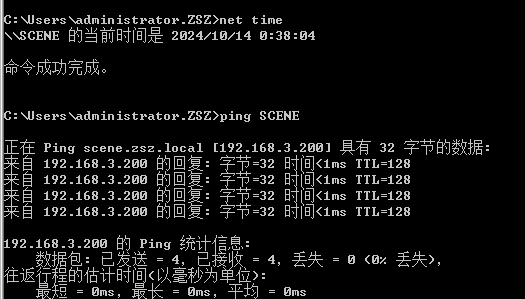 C:\Users\administrator.ZSZ>net time
\\SCENE 的当前时间是 2024/10/14 0:38:04
命令成功完成。
C:\Users\administrator.ZSZ>ping SCENE
正在 Ping scene.zsz.local [192.168.3.200] 具有 32 字节的数据:
来自 192.168.3.200 的回复: 字节=32 时间<1ms TTL=128
来自 192.168.3.200 的回复: 字节=32 时间<1ms TTL=128
来自 192.168.3.200 的回复: 字节=32 时间<1ms TTL=128
来自 192.168.3.200 的回复: 字节=32 时间<1ms TTL=128
192.168.3.200 的 Ping 统计信息:
数据包: 已发送 = 4, 已接收 = 4, 丢失 = 0 (0% 丢失),
往返行程的估计时间(以毫秒为单位):
最短 = 0ms, 最长 = 0ms, 平均 = 0ms